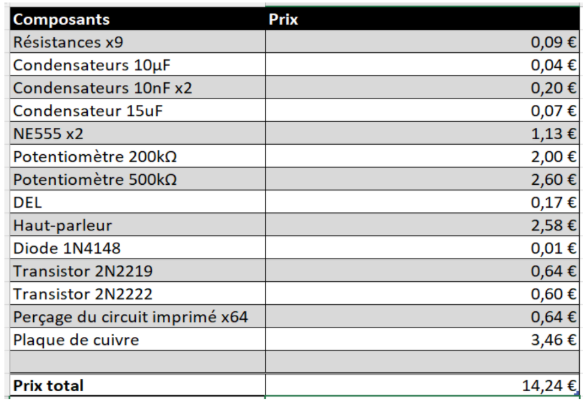 Composants Prix
Résistances x9 0,09 €
Condensateurs 10µF 0,04 €
Condensateurs 10nF x2 0,20 €
Condensateur 15uF 0,07 €
NE555 x2 1,13 €
Potentiomètre 200kΩ 2,00 €
Potentiomètre 500kΩ 2,60 €
DEL 0,17 €
Haut-parleur 2,58 €
Diode 1N4148 0,01 €
Transistor 2N2219 0,64 €
Transistor 2N2222 0,60 €
Perçage du circuit imprimé x64 0,64 €
Plaque de cuivre 3,46 €
Prix total 14,24 €